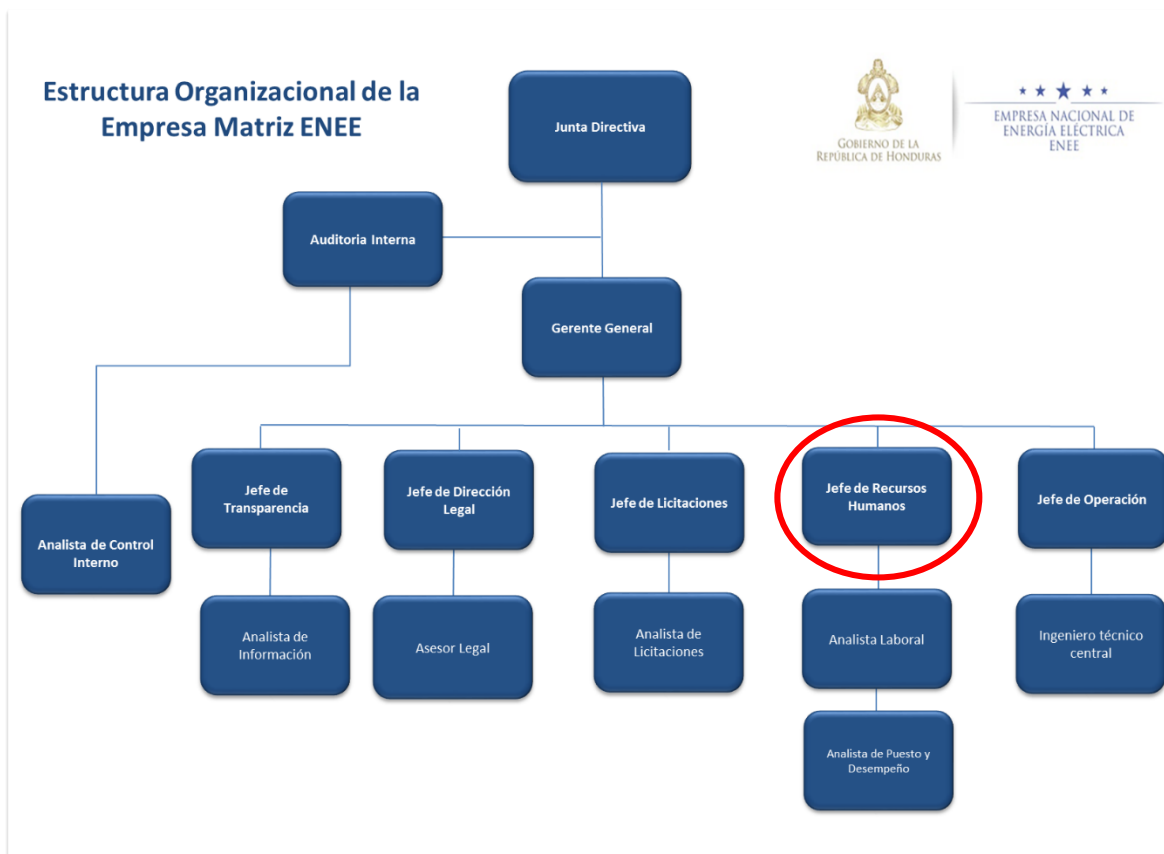 Estructura Organizacional de la
Empresa Matriz ENEE
Junta Directiva
GOBIERNO DE LA
REPÚBLICA DE HONDURAS
EMPRESA NACIONAL DE
ENERGÍA ELÉCTRICA
ENEE
Auditoria Interna
Gerente General
Jefe de
Transparencia
Jefe de Dirección
Legal
Jefe de Licitaciones
Jefe de Recursos
Humanos
Jefe de Operación
Analista de Control
Interno
Analista de
Información
Asesor Legal
Analista de
Licitaciones
Analista Laboral
Ingeniero técnico
central
Analista de Puesto y
Desempeño